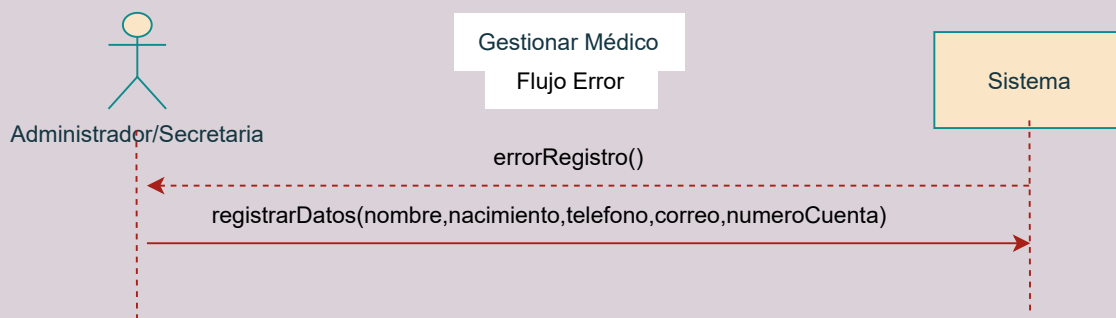 Gestionar Médico
Flujo Error
Sistema
Administrador/Secretaria
errorRegistro()
registrarDatos(nombre,nacimiento,telefono,correo,numeroCuenta)